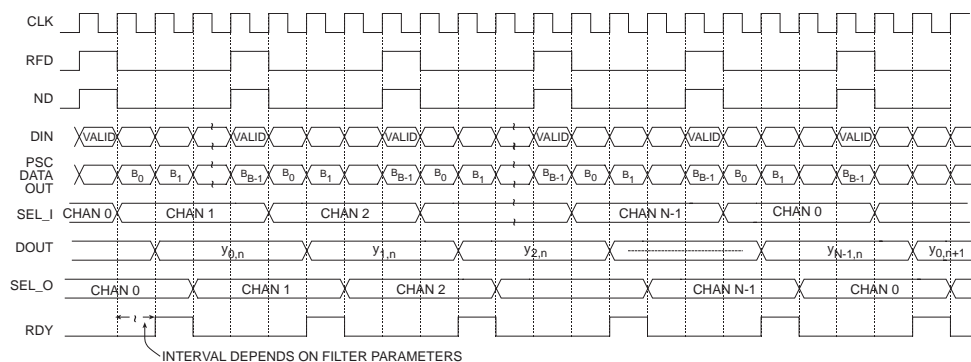 CLK
RFD
ND
DIN VALID VALID VALID VALID VALID VALID
PSC DATA OUT B0 B1 BB-1 B0 B1 BB-1 B0 B1 BB-1 B0 B1 BB-1 B0 B1 BB-1
SEL_I CHAN 0 CHAN 1 CHAN 2 CHAN N-1 CHAN 0
DOUT y0,n y1,n y2,n yN-1,n y0,n+1
SEL_O CHAN 0 CHAN 1 CHAN 2 CHAN N-1 CHAN 0
RDY
INTERVAL DEPENDS ON FILTER PARAMETERS